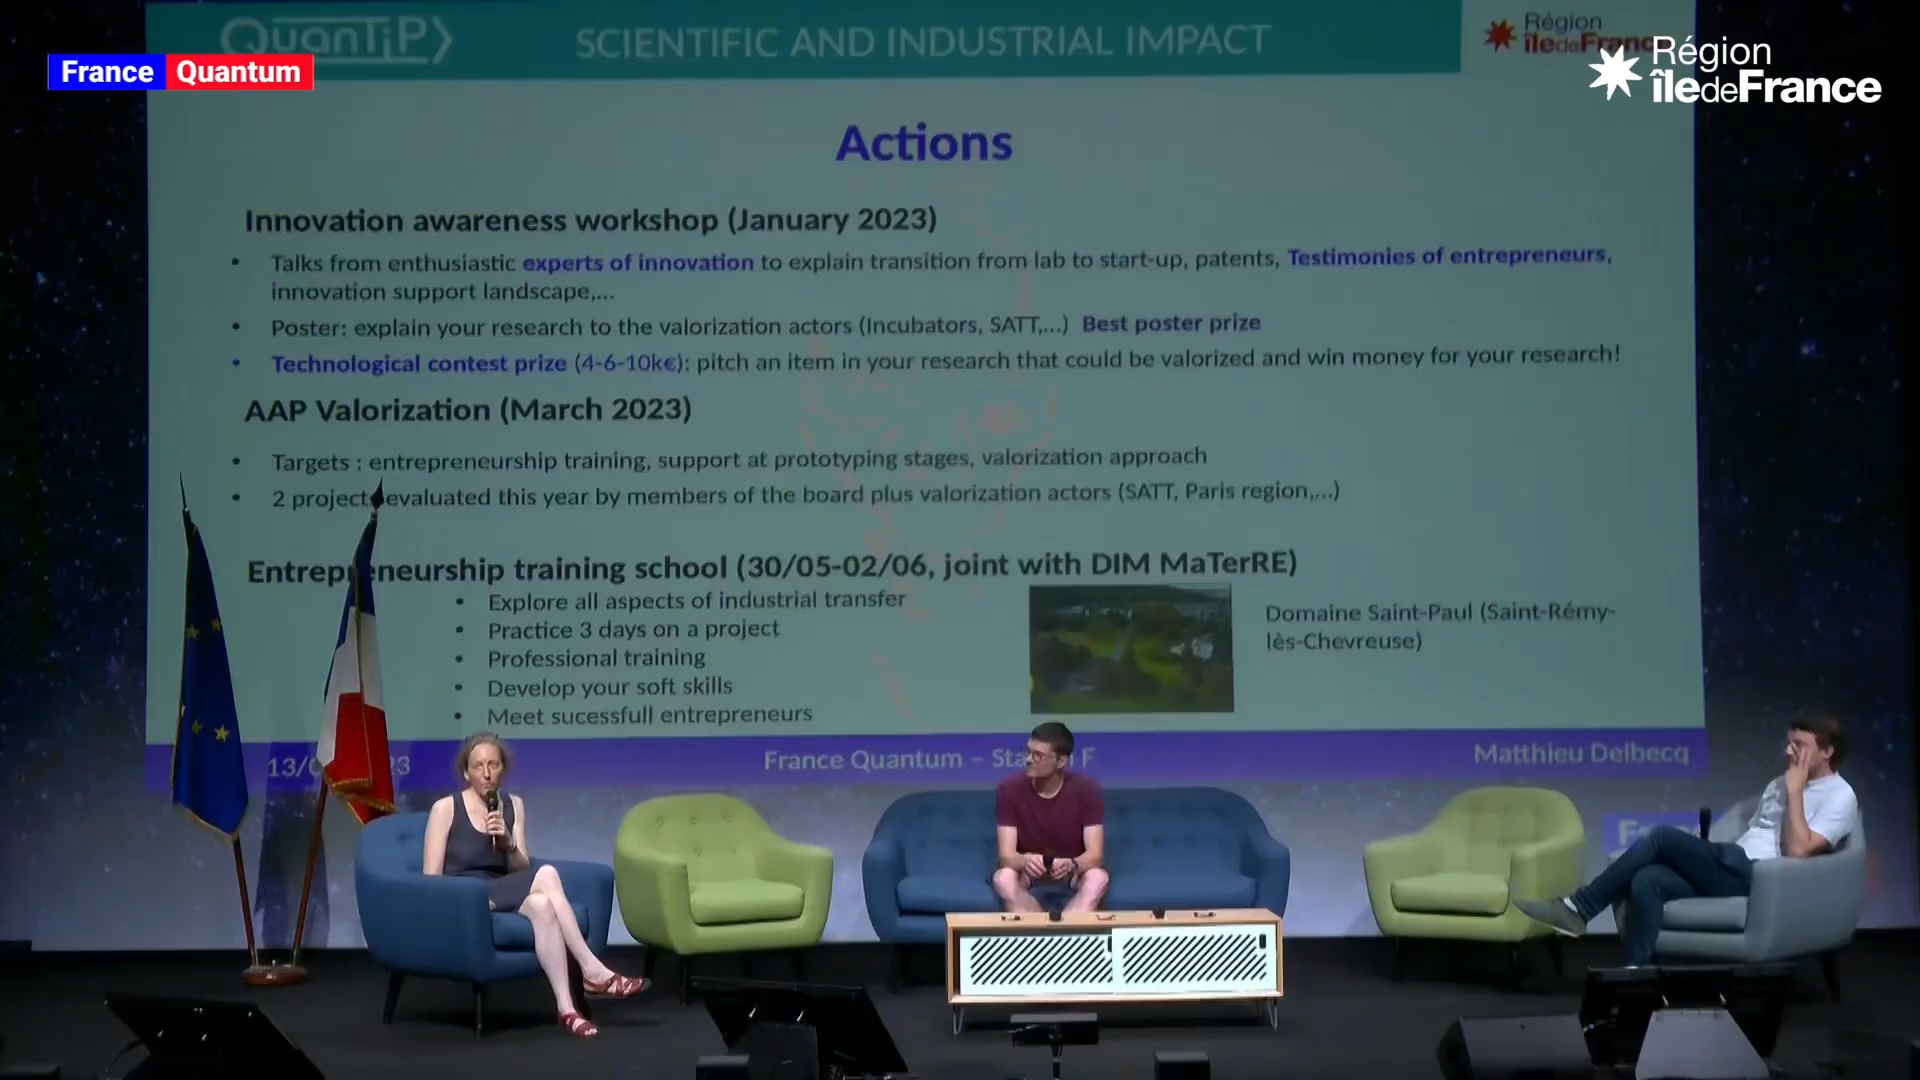 QuanTiP
SCIENTIFIC AND INDUSTRIAL IMPACT
Région
îledeFrance
France Quantum
Région
îledeFrance
Actions
Innovation awareness workshop (January 2023)
• Talks from enthusiastic experts of innovation to explain transition from lab to start-up, patents, Testimonies of entrepreneurs,
innovation support landscape,...
• Poster: explain your research to the valorization actors (Incubators, SATT,...) Best poster prize
• Technological contest prize (4-6-10k€): pitch an item in your research that could be valorized and win money for your research!
AAP Valorization (March 2023)
• Targets : entrepreneurship training, support at prototyping stages, valorization approach
• 2 projects evaluated this year by members of the board plus valorization actors (SATT, Paris region,...)
Entrepreneurship training school (30/05-02/06, joint with DIM MaTerRE)
• Explore all aspects of industrial transfer
• Practice 3 days on a project
• Professional training
• Develop your soft skills
• Meet sucessfull entrepreneurs
Domaine Saint-Paul (Saint-Rémy-
lès-Chevreuse)
France Quantum – Station F
Matthieu Delbecq